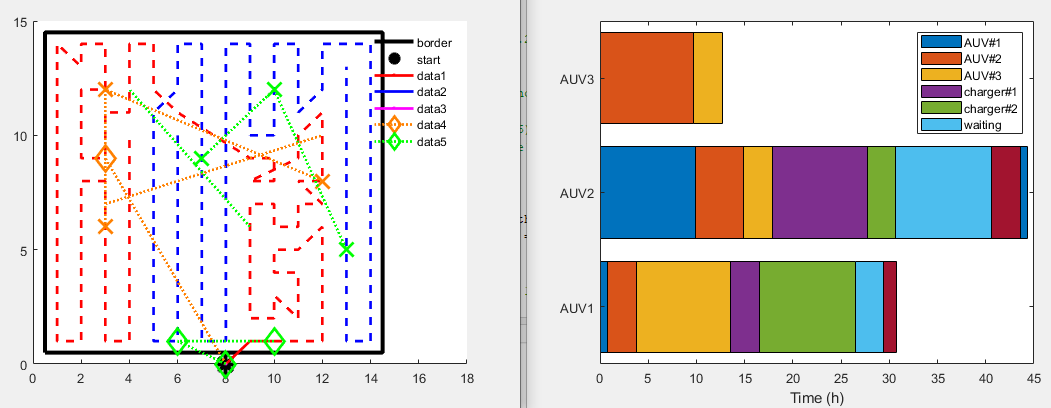 15
10
5
0
0
2
4
6
8
10
12
14
16
18
border
start
data1
data2
data3
data4
data5
AUV3
AUV2
AUV1
0
5
10
15
20
25
30
35
40
45
Time (h)
AUV#1
AUV#2
AUV#3
charger#1
charger#2
waiting